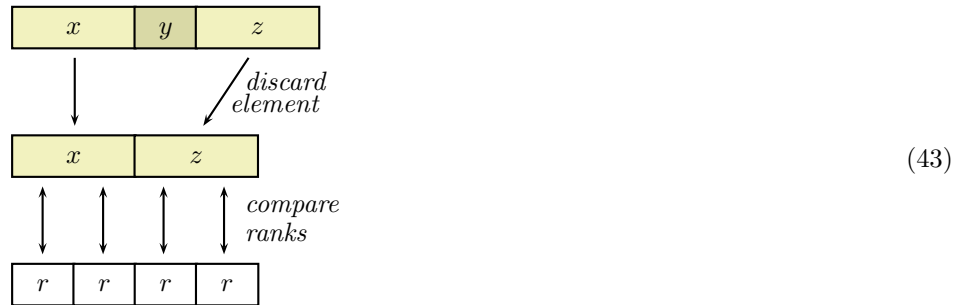 x y z
discard
element
x z
(43)
compare
ranks
r r r r